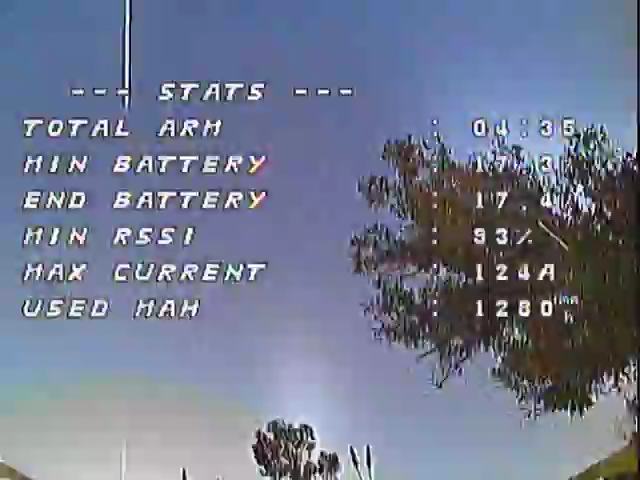 --- STATS ---
TOTAL ARM : 04:35
MIN BATTERY : 17.3
END BATTERY : 17.4
MIN RSSI : %
MAX CURRENT : 124A
USED MAH : 1280